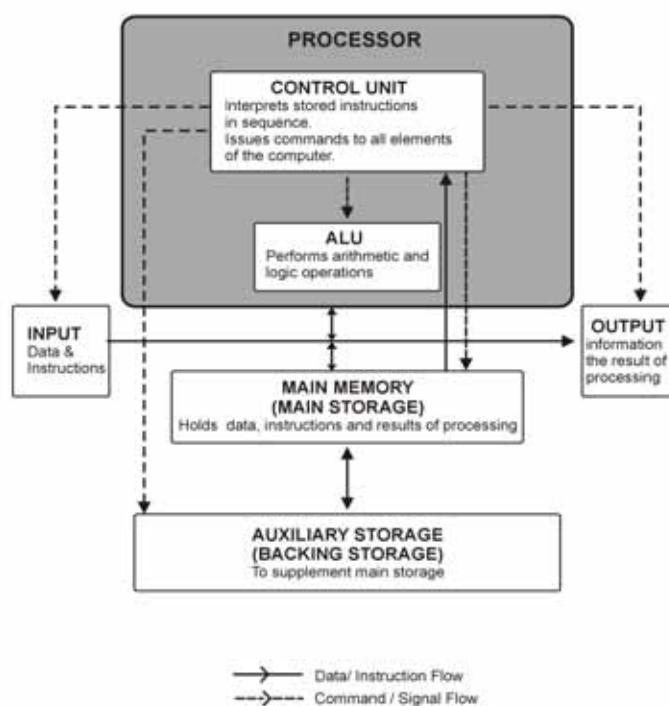 PROCESSOR
CONTROL UNIT
Interprets stored instructions
in sequence.
Issues commands to all elements
of the computer.
ALU
Performs arithmetic and
logic operations
INPUT
Data &
Instructions
OUTPUT
information
the result of
processing
MAIN MEMORY
(MAIN STORAGE)
Holds data, instructions and results of processing
AUXILIARY STORAGE
(BACKING STORAGE)
To supplement main storage
Data/ Instruction Flow
Command / Signal Flow